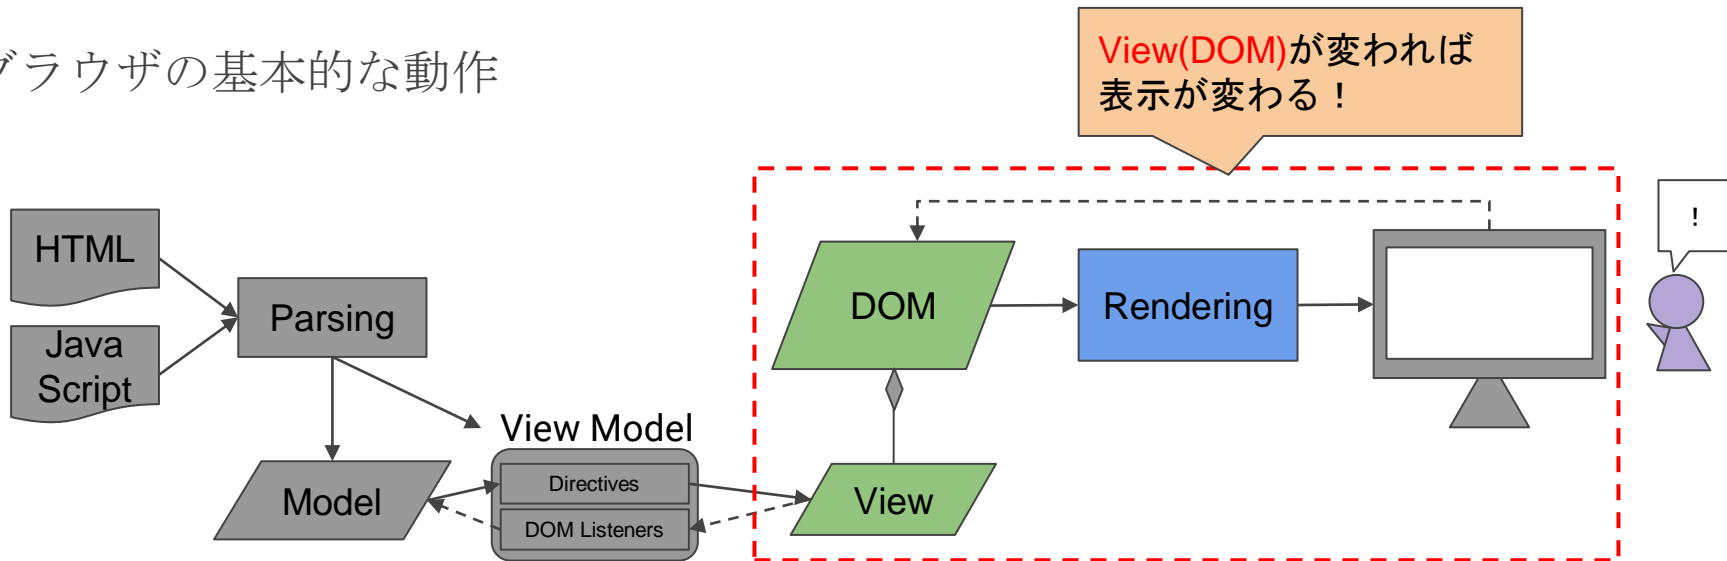 ブラウザの基本的な動作
View(DOM)が変われば
表示が変わる！
!
HTML
Java
Script
Parsing
Model
View Model
Directives
DOM Listeners
DOM
Rendering
View